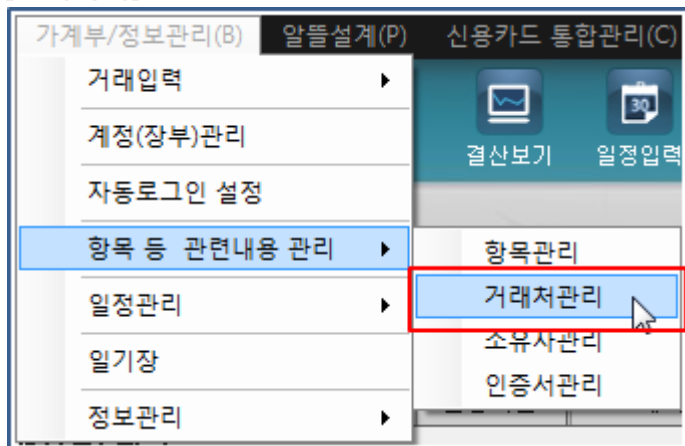 가계부/정보관리(B) 알뜰설계(P) 신용카드 통합관리(C)
거래입력
계정(장부)관리
자동로그인 설정
항목 등 관련내용 관리
일정관리
일기장
정보관리
결산보기 30 일정입력
항목관리
거래처관리
소유자관리
인증서관리